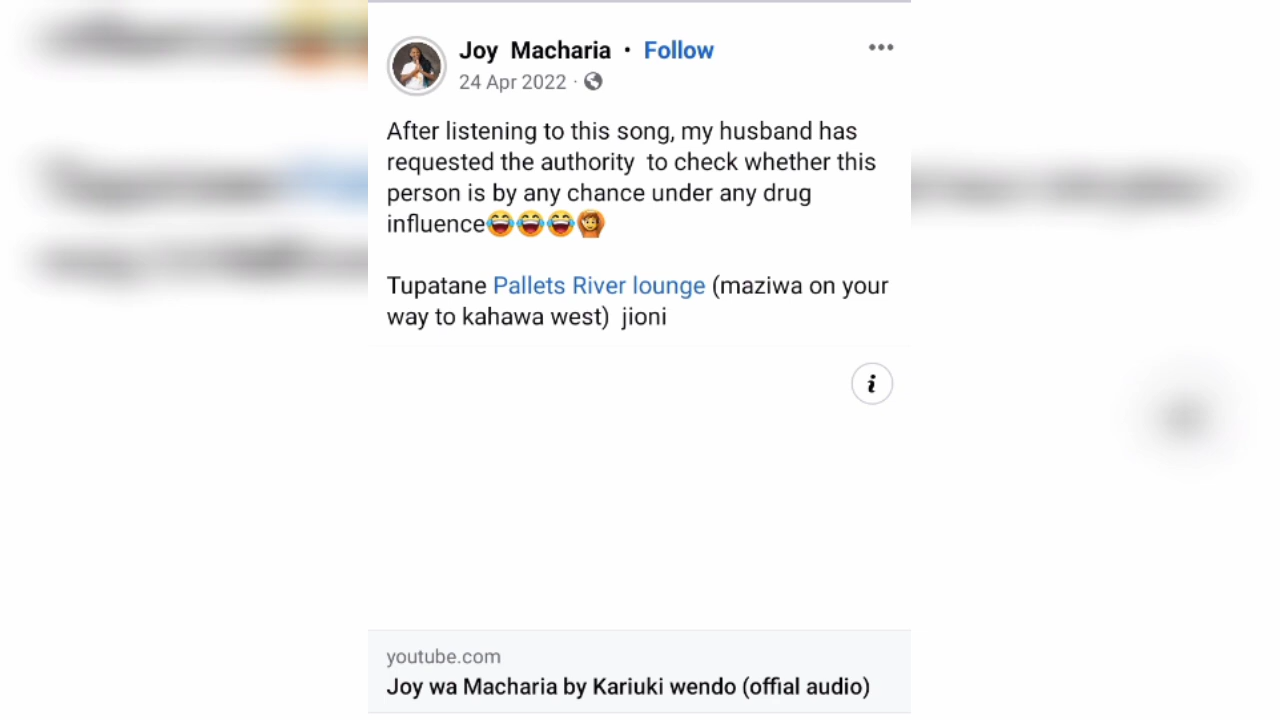 Joy Macharia · Follow
24 Apr 2022 ·
After listening to this song, my husband has
requested the authority to check whether this
person is by any chance under any drug
influence😂😂😂🙆
Tupatane Pallets River lounge (maziwa on your
way to kahawa west) jioni
i
youtube.com
Joy wa Macharia by Kariuki wendo (offial audio)